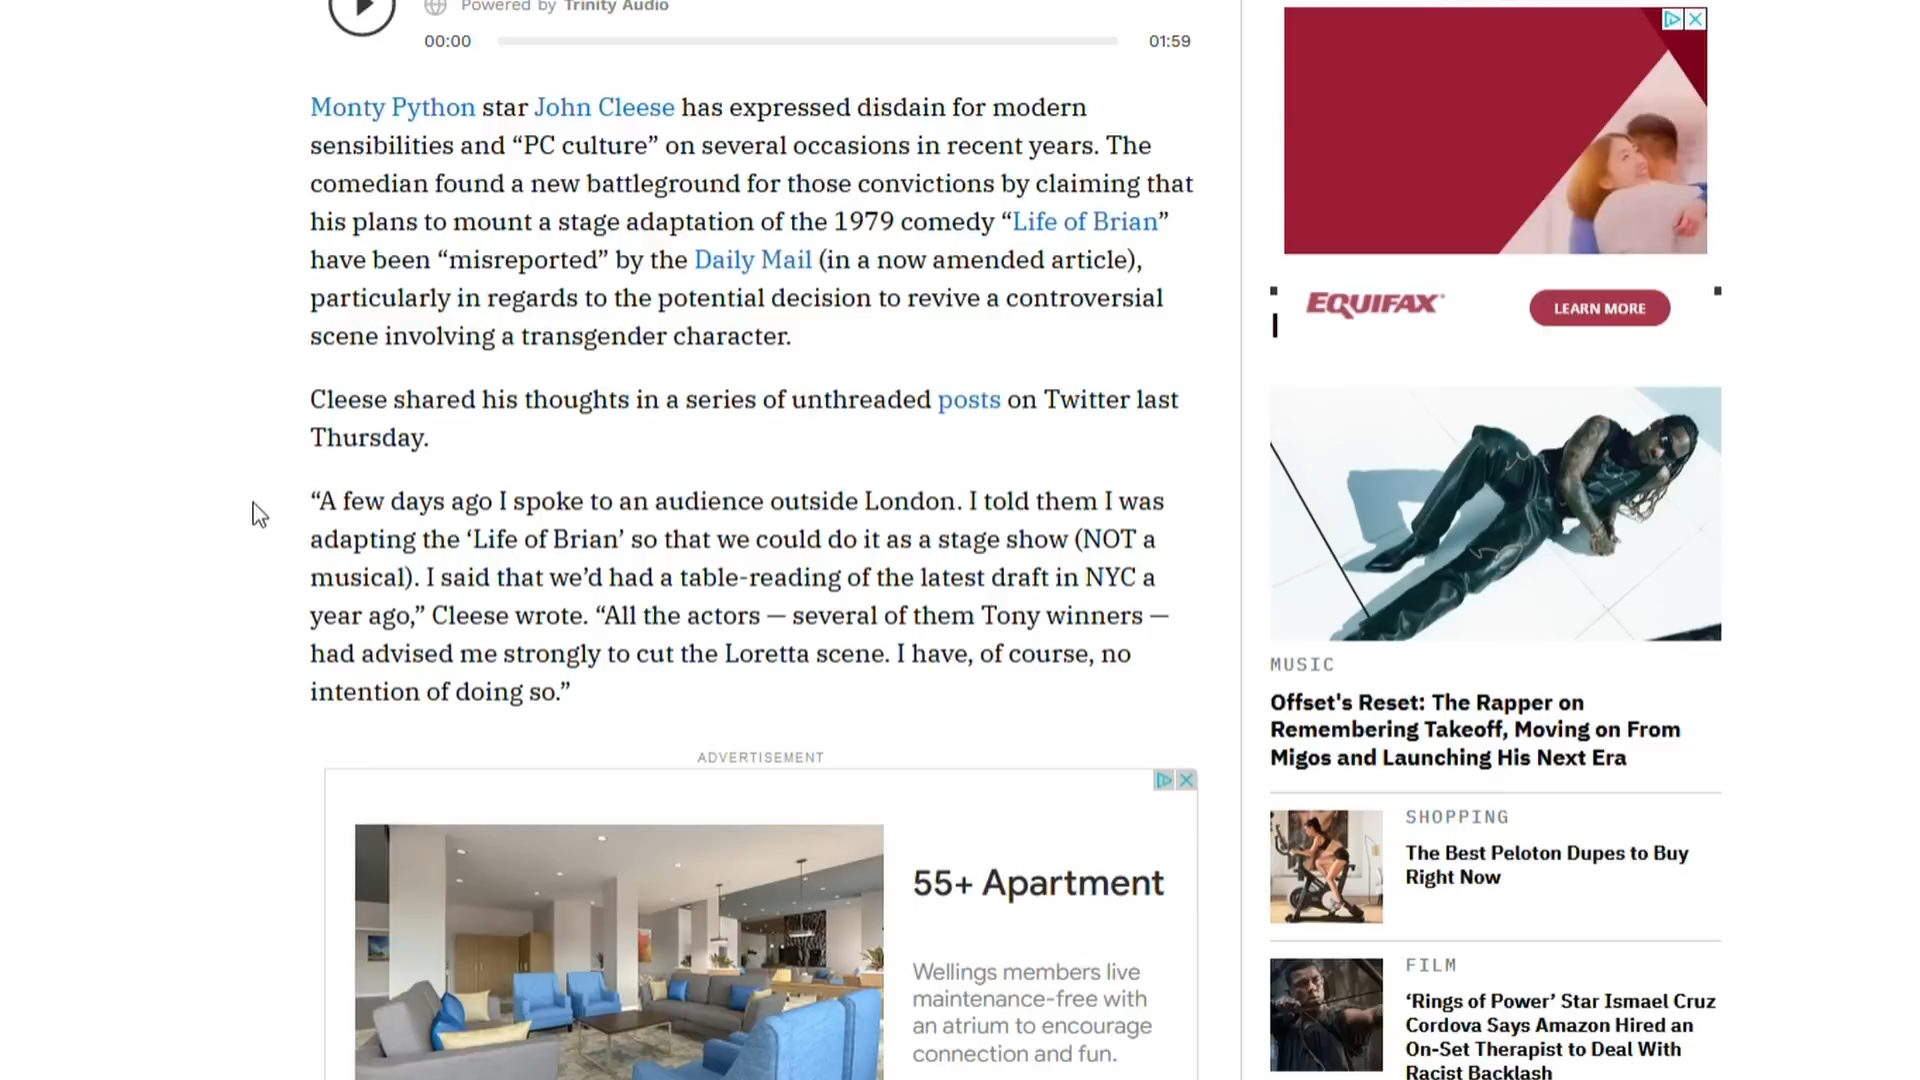 Powered by Trinity Audio
00:00
01:59
Monty Python star John Cleese has expressed disdain for modern
sensibilities and “PC culture” on several occasions in recent years. The
comedian found a new battleground for those convictions by claiming that
his plans to mount a stage adaptation of the 1979 comedy “Life of Brian”
have been “misreported” by the Daily Mail (in a now amended article),
particularly in regards to the potential decision to revive a controversial
scene involving a transgender character.
Cleese shared his thoughts in a series of unthreaded posts on Twitter last
Thursday.
“A few days ago I spoke to an audience outside London. I told them I was
adapting the ‘Life of Brian’ so that we could do it as a stage show (NOT a
musical). I said that we’d had a table-reading of the latest draft in NYC a
year ago,” Cleese wrote. “All the actors — several of them Tony winners —
had advised me strongly to cut the Loretta scene. I have, of course, no
intention of doing so.”
ADVERTISEMENT
55+ Apartment
Wellings members live
maintenance-free with
an atrium to encourage
connection and fun.
EQUIFAX
LEARN MORE
MUSIC
Offset's Reset: The Rapper on
Remembering Takeoff, Moving on From
Migos and Launching His Next Era
SHOPPING
The Best Peloton Dupes to Buy
Right Now
FILM
‘Rings of Power’ Star Ismael Cruz
Cordova Says Amazon Hired an
On-Set Therapist to Deal With
Racist Backlash